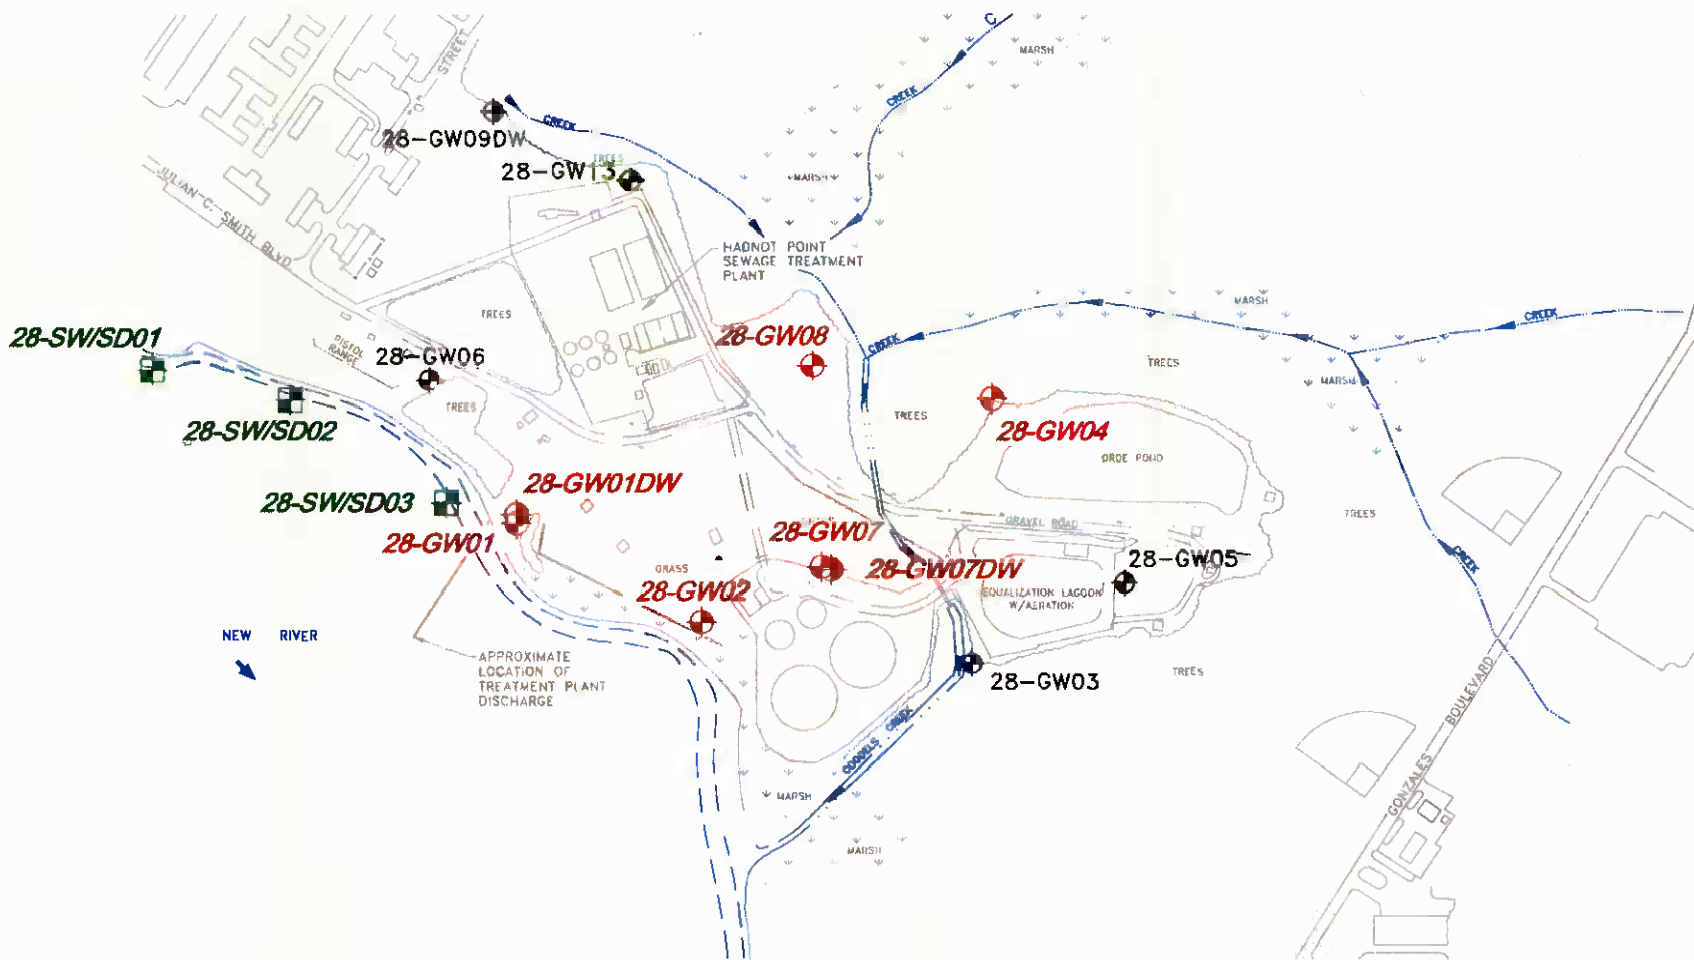 C
STREET
MARSH
CREEK
28-GW09DW
CREEK
TREES
28-GW13
MARSH
JULIAN C. SMITH BLVD
HADNOT POINT
SEWAGE TREATMENT
PLANT
MARSH
CREEK
TREES
28-SW/SD01
PISTOL
RANGE
28-GW06
28-GW08
CREEK
TREES
MARSH
TREES
TREES
28-SW/SD02
28-GW04
ORDE POND
28-GW01DW
28-SW/SD03
28-GW01
TREES
GRAVEL ROAD
28-GW07
28-GW05
28-GW07DW
CREEK
GRASS
28-GW02
EQUALIZATION LAGOON
W/AERATION
NEW RIVER
APPROXIMATE
LOCATION OF
TREATMENT PLANT
DISCHARGE
28-GW03
TREES
COGDELS CREEK
GONZALES BOULEVARD
MARSH
MARSH